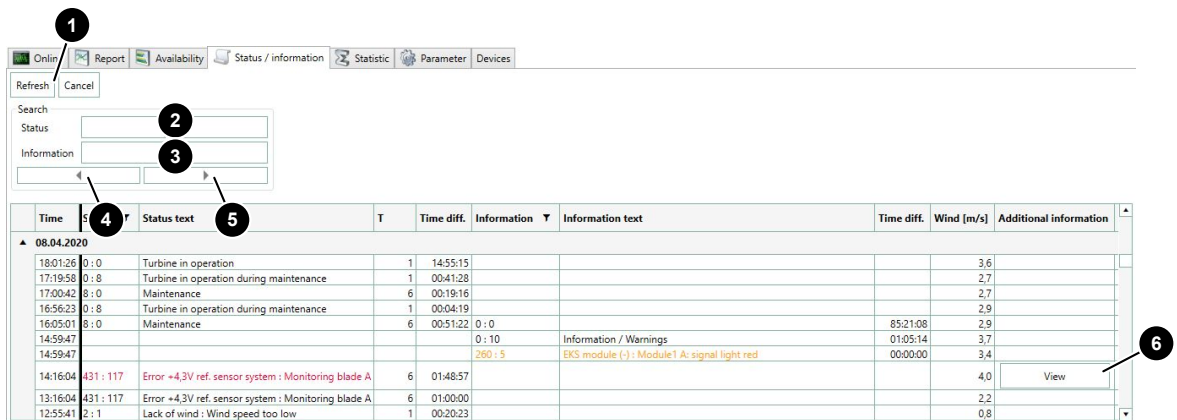 1
Report Availability Status / information Statistic Parameter Devices
Refresh Cancel
Search
Status 2
Information 3
4 5
Time Status text T Time diff. Information Information text Time diff. Wind [m/s] Additional information
08.04.2020
18:01:26 0 : 0 Turbine in operation 1 14:55:15 3,6
17:19:58 0 : 8 Turbine in operation during maintenance 1 00:41:28 2,7
17:00:42 8 : 0 Maintenance 6 00:19:16 2,7
16:56:23 0 : 8 Turbine in operation during maintenance 1 00:04:19 2,9
16:05:01 8 : 0 Maintenance 6 00:51:22 0 : 0 85:21:08 2,9
14:59:47 0 : 10 Information / Warnings 01:05:14 3,7
14:59:47 260 : 5 EKS module (-) : Module1 A: signal light red 00:00:00 3,4
6
14:16:04 431 : 117 Error +4,3V ref. sensor system : Monitoring blade A 6 01:48:57 4,0 View
13:16:04 431 : 117 Error +4,3V ref. sensor system : Monitoring blade A 6 01:00:00 2,2
12:55:41 2 : 1 Lack of wind : Wind speed too low 1 00:20:23 0,8